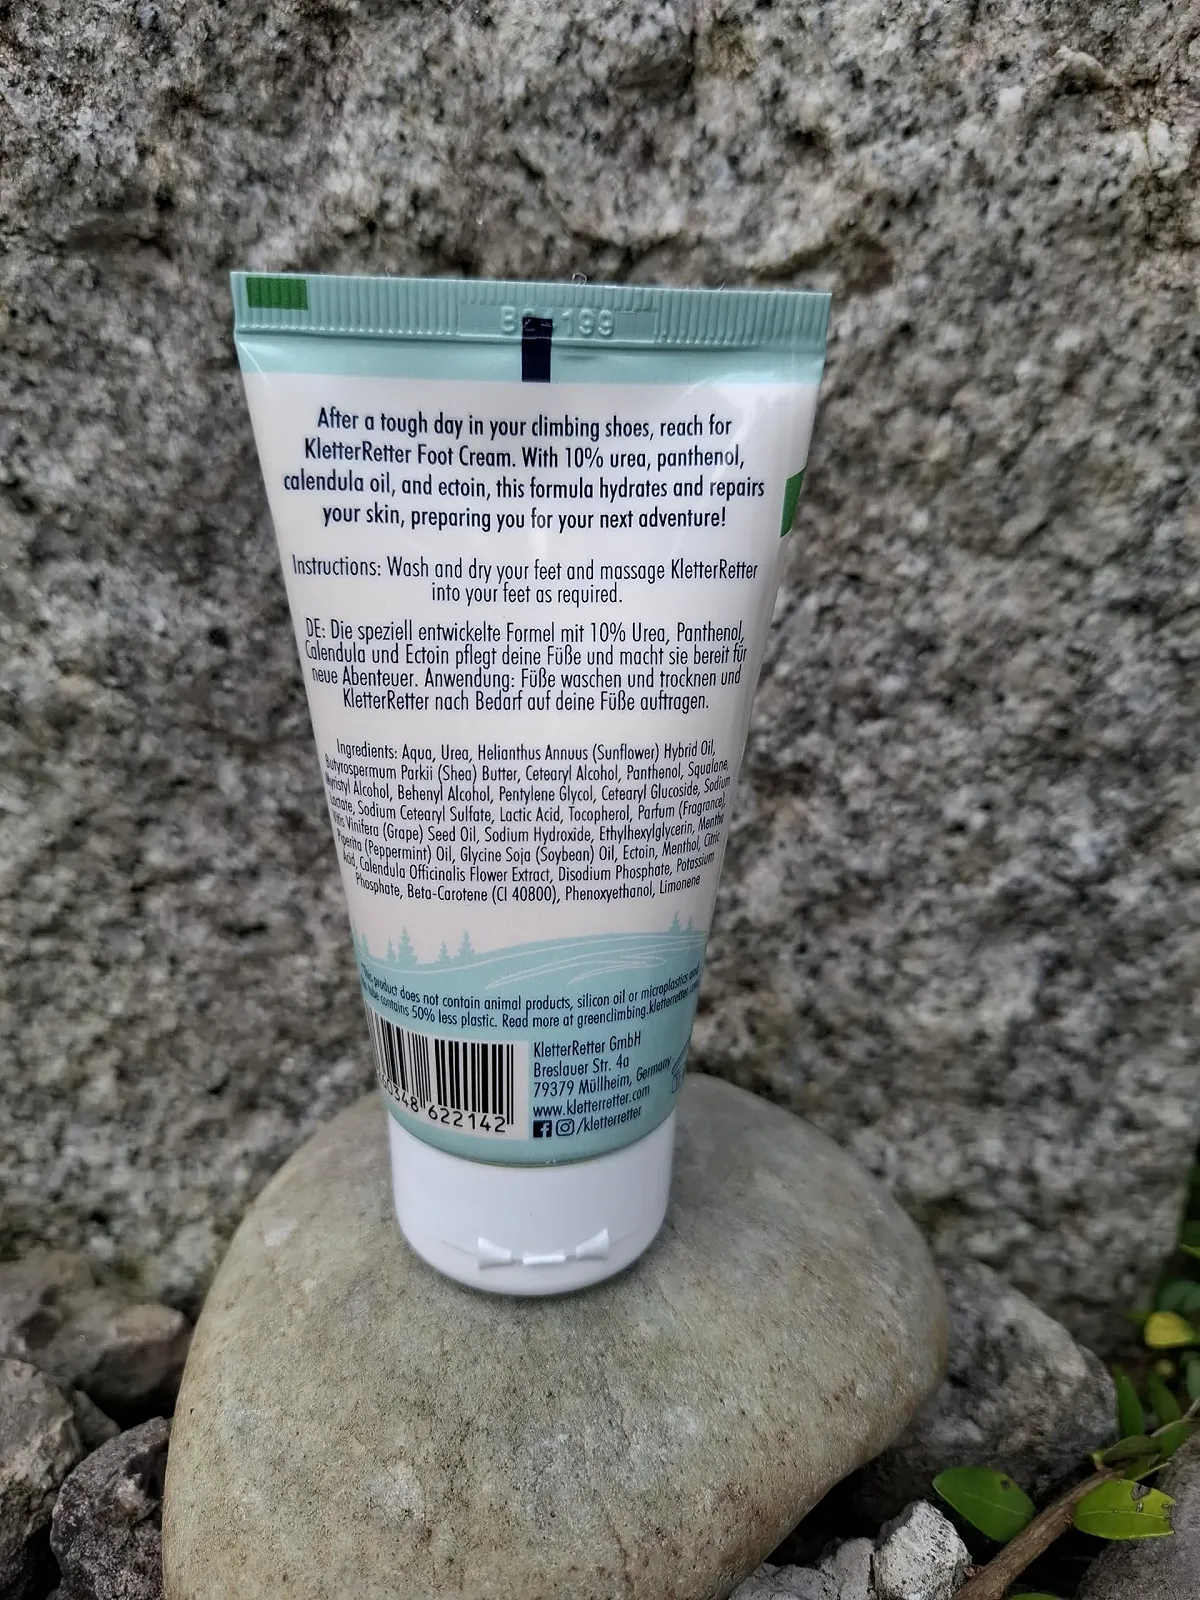 199
After a tough day in your climbing shoes, reach for
KletterRetter Foot Cream. With 10% urea, panthenol,
calendula oil, and ectoin, this formula hydrates and repairs
your skin, preparing you for your next adventure!
Instructions: Wash and dry your feet and massage KletterRetter
into your feet as required.
DE: Die speziell entwickelte Formel mit 10% Urea, Panthenol,
Calendula und Ectoin pflegt deine Füße und macht sie bereit für
neue Abenteuer. Anwendung: Füße waschen und trocknen und
KletterRetter nach Bedarf auf deine Füße auftragen.
Ingredients: Aqua, Urea, Helianthus Annuus (Sunflower) Hybrid Oil,
Butyrospermum Parkii (Shea) Butter, Cetearyl Alcohol, Panthenol, Squalane,
Myristyl Alcohol, Behenyl Alcohol, Pentylene Glycol, Cetearyl Glucoside, Sodium
Lactate, Sodium Cetearyl Sulfate, Lactic Acid, Tocopherol, Parfum (Fragrance),
Vitis Vinifera (Grape) Seed Oil, Sodium Hydroxide, Ethylhexylglycerin, Mentha
Piperita (Peppermint) Oil, Glycine Soja (Soybean) Oil, Ectoin, Menthol, Citric
Acid, Calendula Officinalis Flower Extract, Disodium Phosphate, Potassium
Phosphate, Beta-Carotene (CI 40800), Phenoxyethanol, Limonene
product does not contain animal products, silicon oil or microplastics and
tube contains 50% less plastic. Read more at greenclimbing.kletterretter.com
KletterRetter GmbH
Breslauer Str. 4a
79379 Müllheim, Germany
www.kletterretter.com
/kletterretter
0348 622142